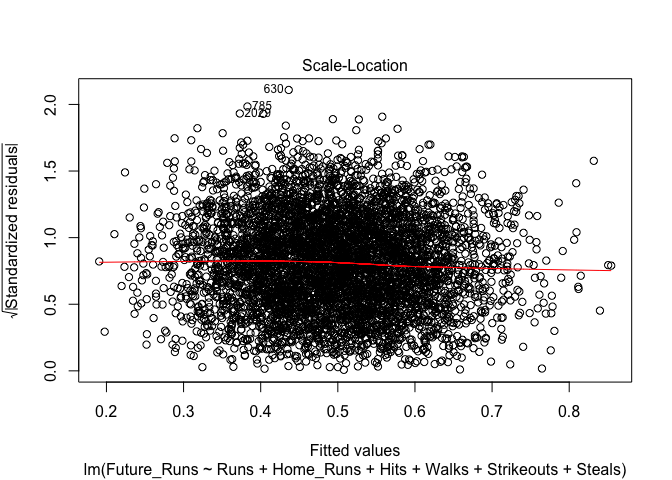 Scale-Location
630
785
2029
√|Standardized residuals|
0.0 0.5 1.0 1.5 2.0
0.2 0.3 0.4 0.5 0.6 0.7 0.8
Fitted values
lm(Future_Runs ~ Runs + Home_Runs + Hits + Walks + Strikeouts + Steals)